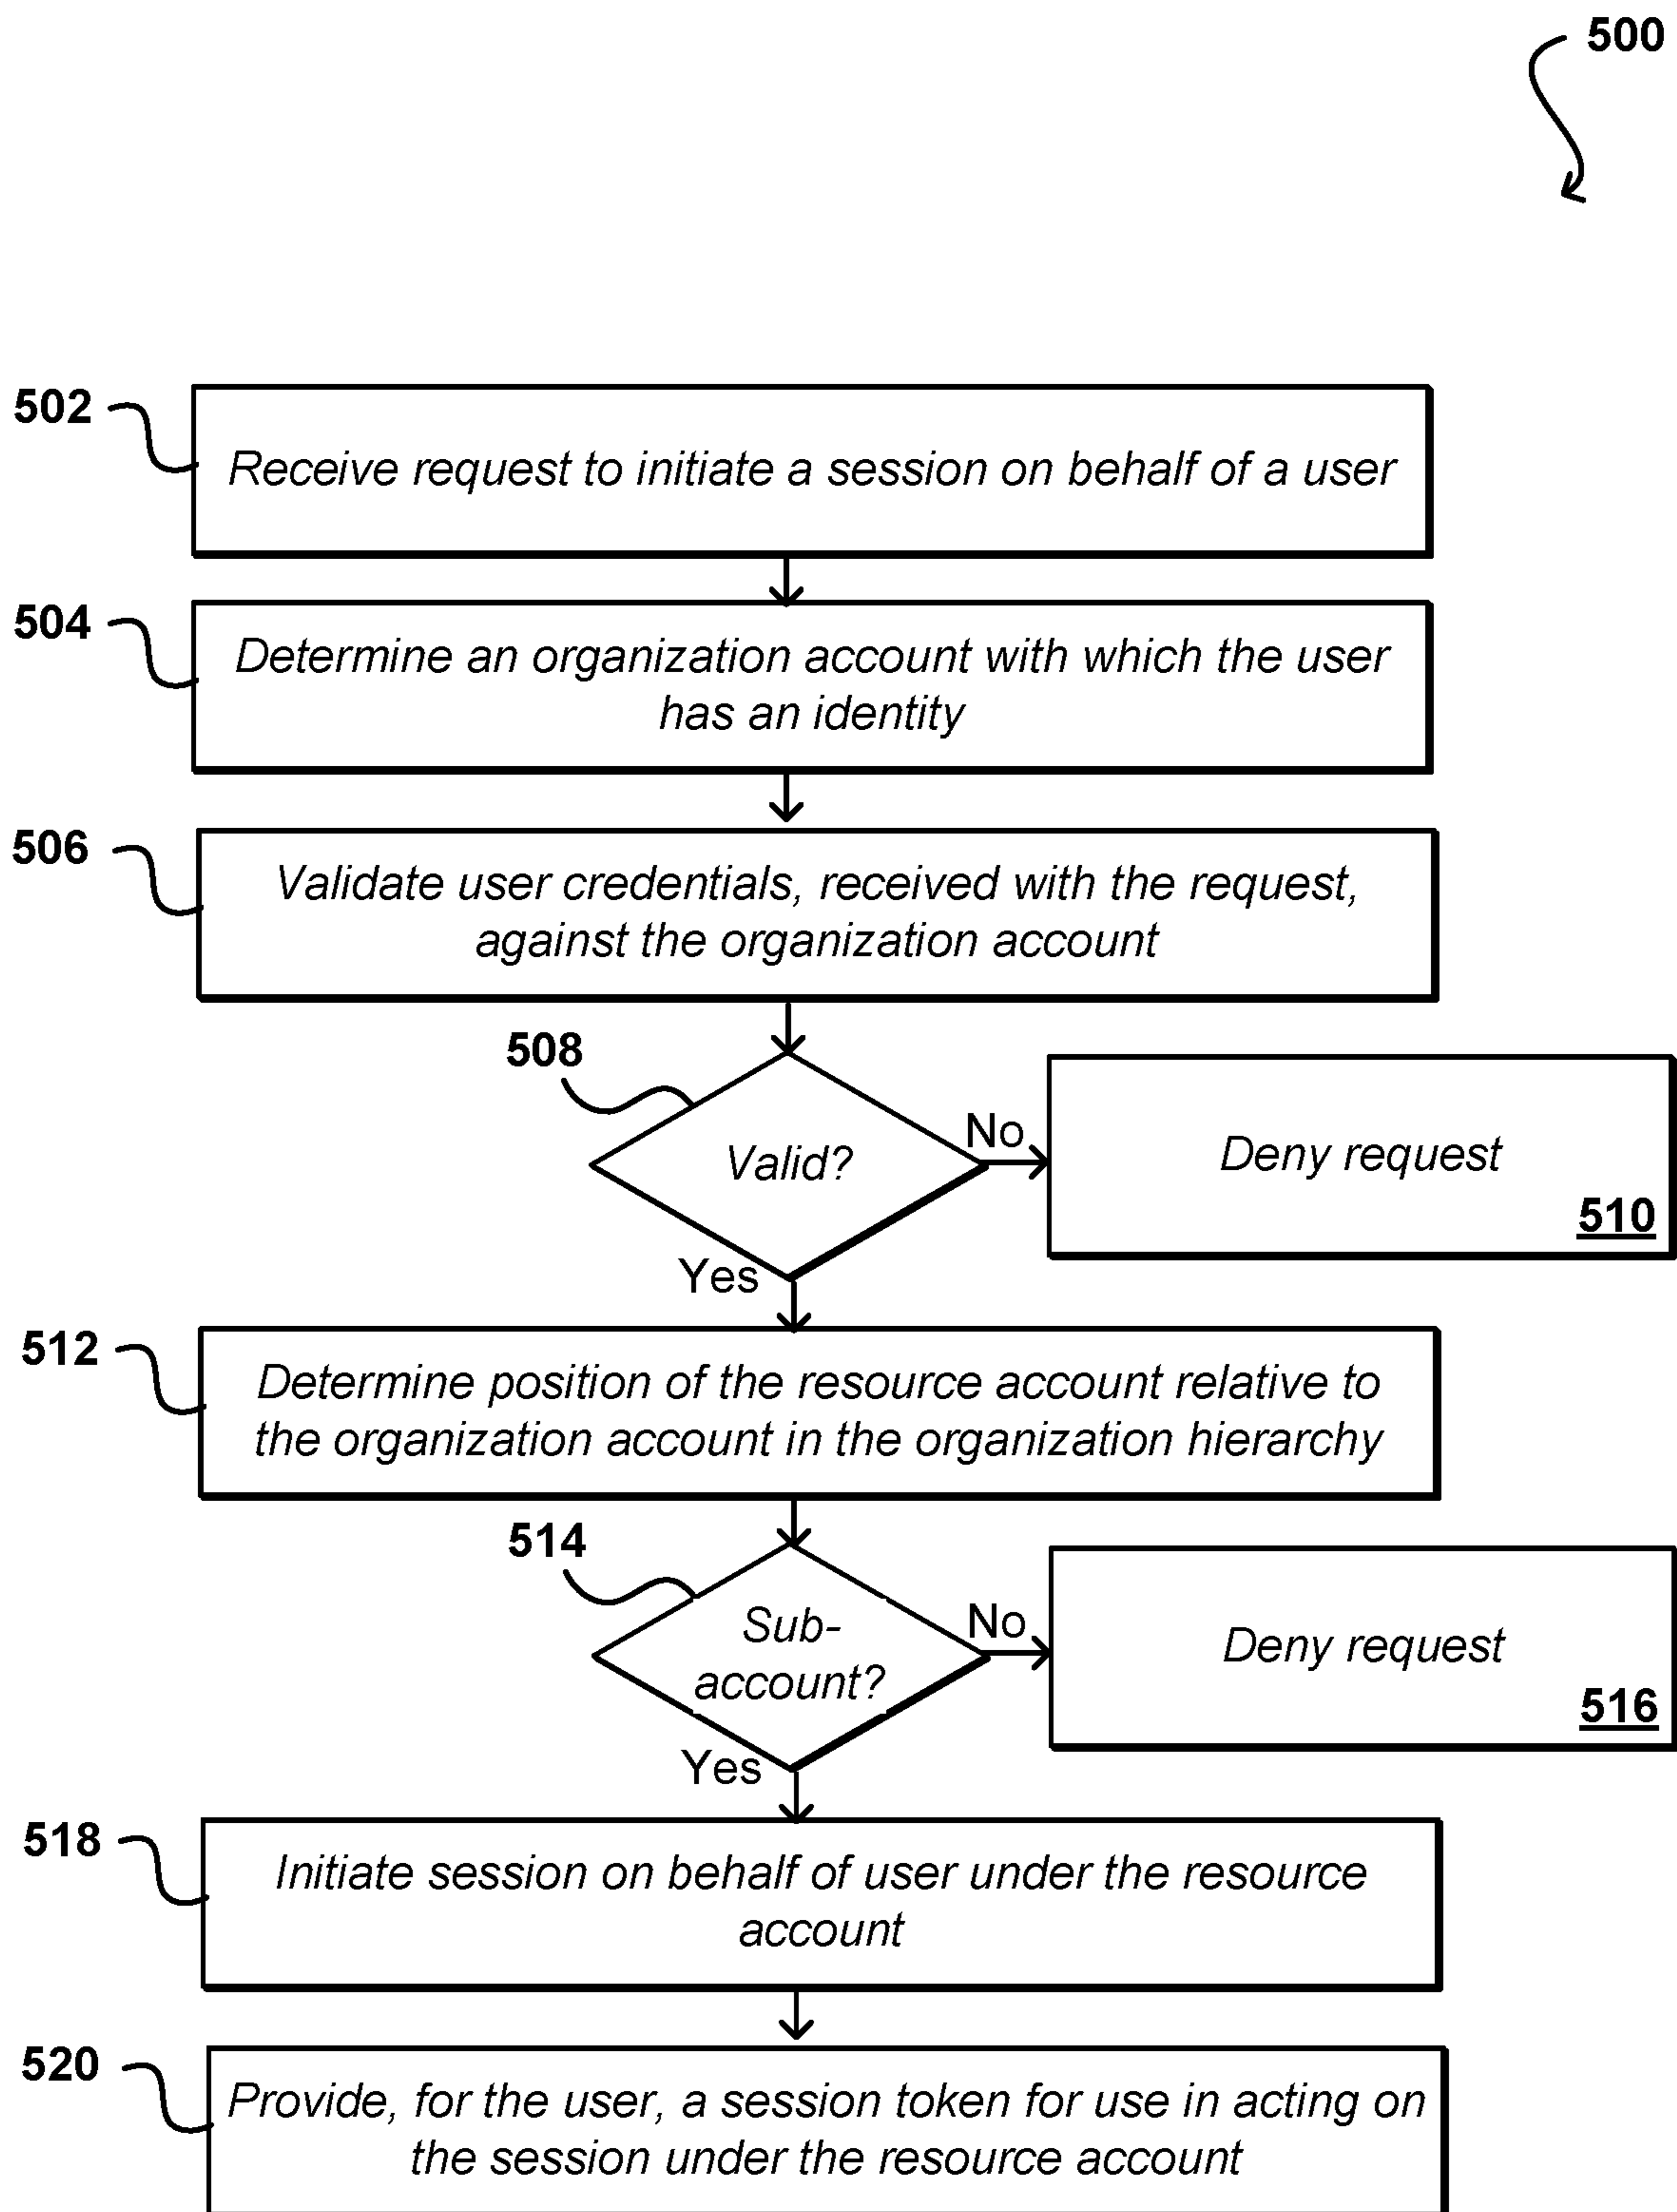 500
502
Receive request to initiate a session on behalf of a user
504
Determine an organization account with which the user
has an identity
506
Validate user credentials, received with the request,
against the organization account
508
Valid?
No
Deny request
510
Yes
512
Determine position of the resource account relative to
the organization account in the organization hierarchy
514
Sub-
account?
No
Deny request
516
Yes
518
Initiate session on behalf of user under the resource
account
520
Provide, for the user, a session token for use in acting on
the session under the resource account